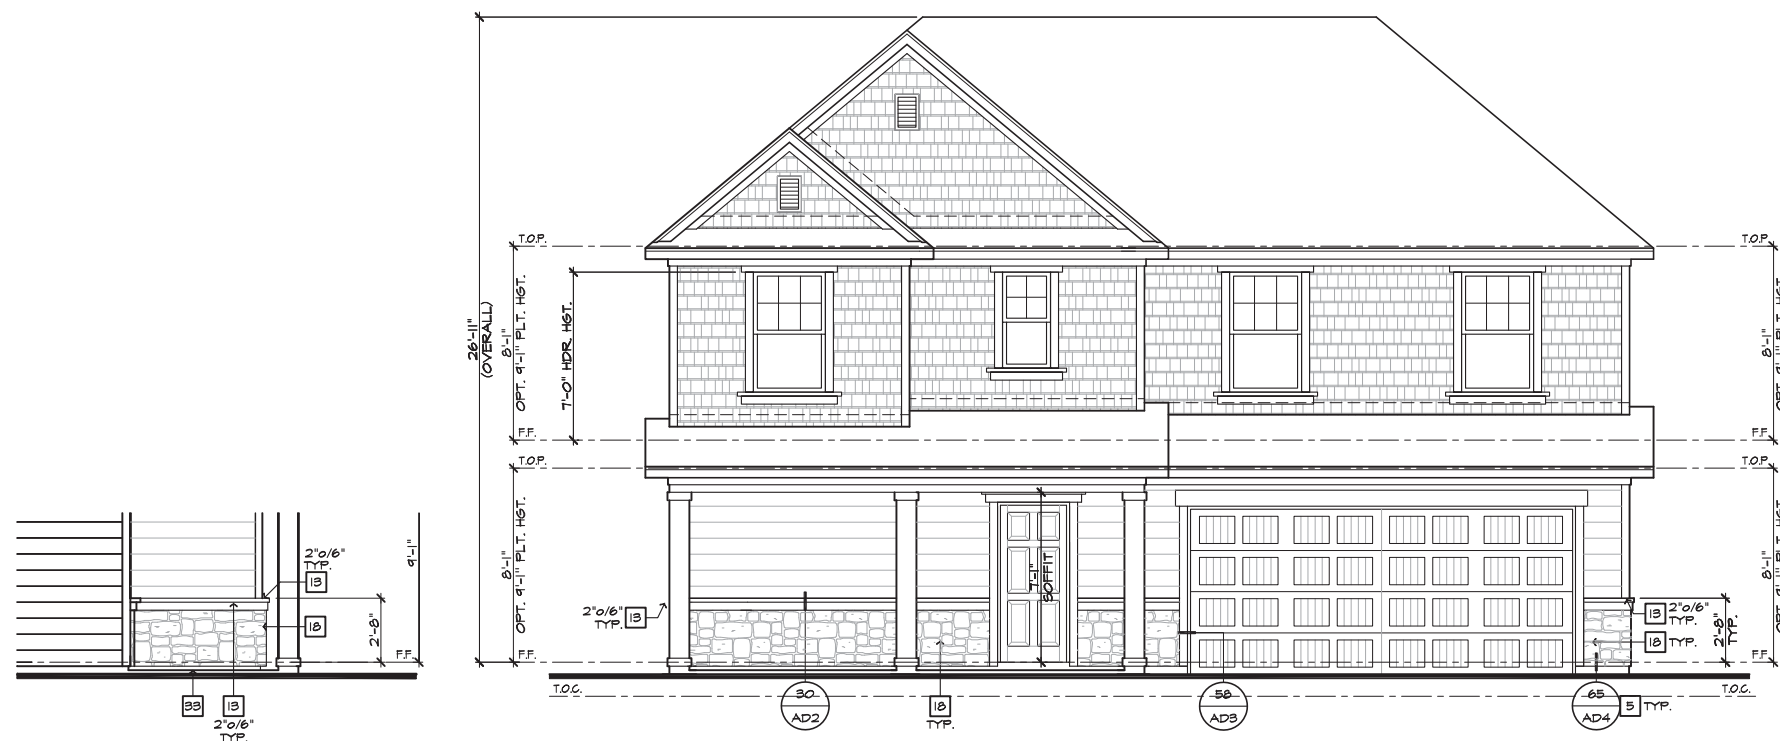 T.O.P.
T.O.P.
26'-11"
(OVERALL)
8'-1"
OPT. 9'-1" PLT. HGT.
7'-0" HDR. HGT.
8'-1"
F.F.
F.F.
T.O.P.
T.O.P.
8'-1"
OPT. 9'-1" PLT. HGT.
7'-1"
SOFFIT
8'-1"
2"o/6"
TYP.
13
9'-1"
18
2'-8"
F.F.
33
13
2"o/6"
TYP.
2"o/6"
TYP.
13
13
2"o/6"
TYP.
18
TYP.
2'-8"
TYP.
F.F.
F.F.
T.O.C.
T.O.C.
30
AD2
18
TYP.
58
AD3
65
AD4
5
TYP.